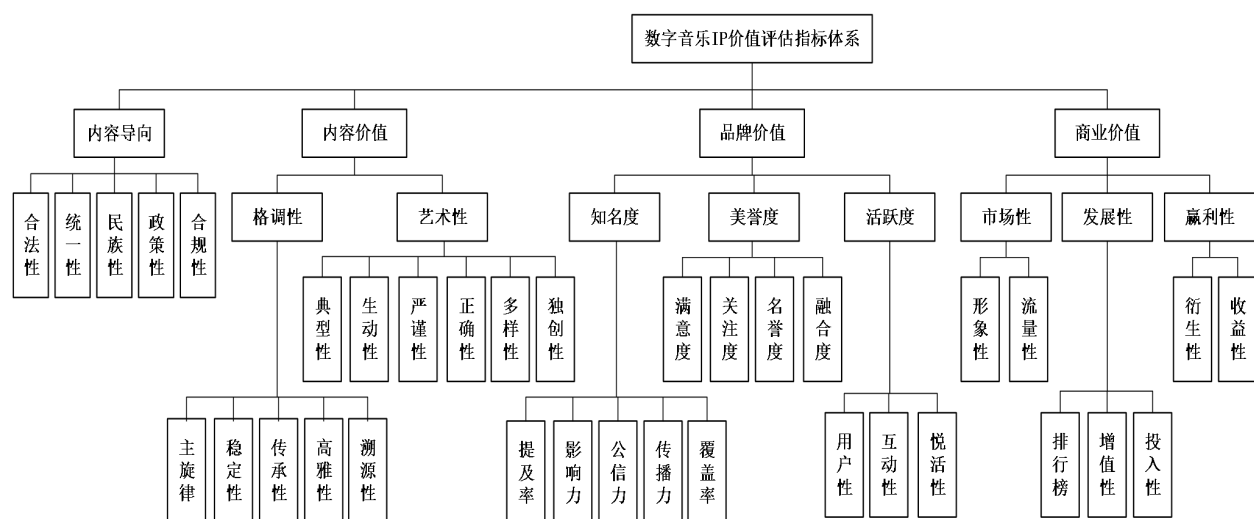 数字音乐IP价值评估指标体系
内容导向
内容价值
品牌价值
商业价值
合法性
统一性
民族性
政策性
合规性
格调性
艺术性
知名度
美誉度
活跃度
市场性
发展性
赢利性
典型性
生动性
严谨性
正确性
多样性
独创性
满意度
关注度
名誉度
融合度
形象性
流量性
衍生性
收益性
主旋律
稳定性
传承性
高雅性
溯源性
提及率
影响力
公信力
传播力
覆盖率
用户性
互动性
悦活性
排行榜
增值性
投入性